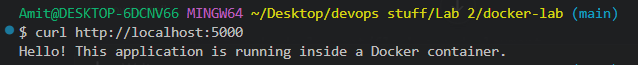 Amit@DESKTOP-6DCNV66 MINGW64 ~/Desktop/devops stuff/Lab 2/docker-lab (main)
$ curl http://localhost:5000
Hello! This application is running inside a Docker container.